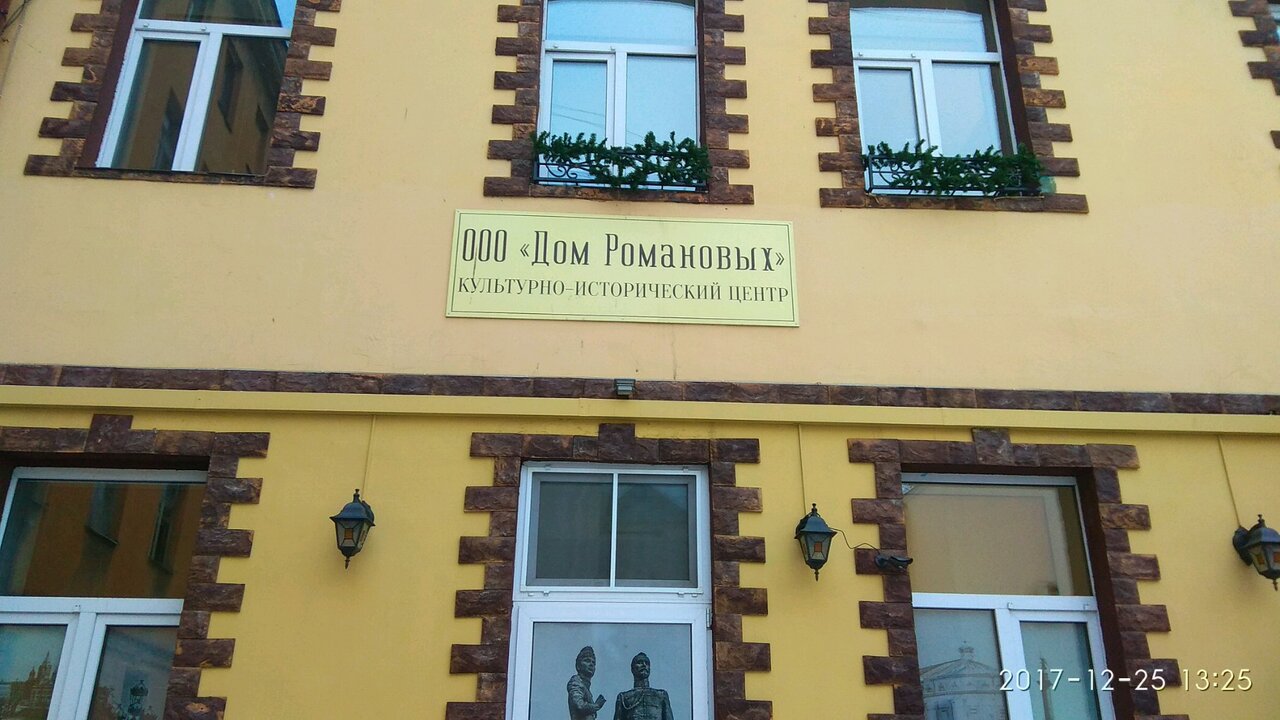 ООО «Дом Романовых»
КУЛЬТУРНО-ИСТОРИЧЕСКИЙ ЦЕНТР
2017-12-25 13:25